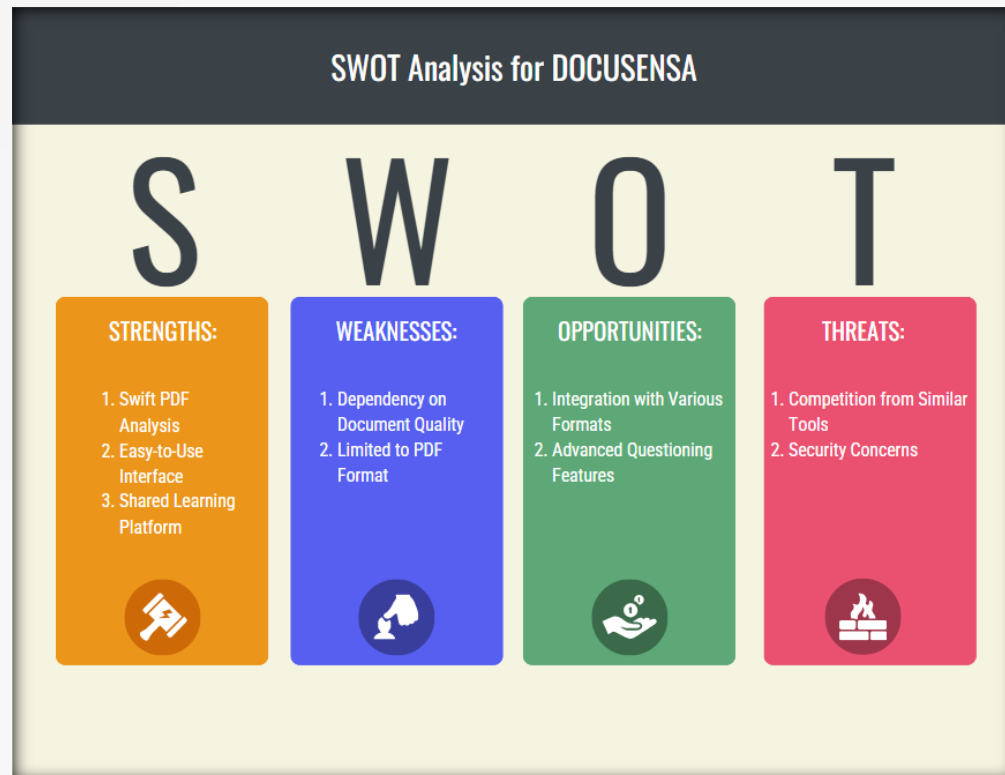 SWOT Analysis for DOCUSENSA
S W O T
STRENGTHS:
1. Swift PDF
Analysis
2. Easy-to-Use
Interface
3. Shared Learning
Platform
WEAKNESSES:
1. Dependency on
Document Quality
2. Limited to PDF
Format
OPPORTUNITIES:
1. Integration with Various
Formats
2. Advanced Questioning
Features
1 1
THREATS:
1. Competition from Similar
Tools
2. Security Concerns